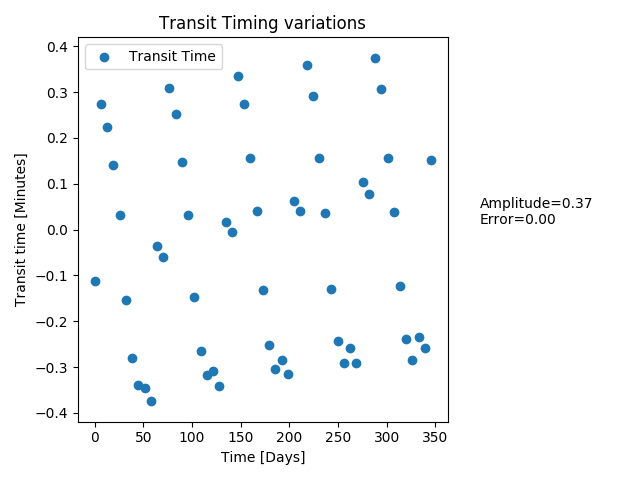 Transit Timing variations
Transit Time
0.4
0.3
0.2
0.1
0.0
−0.1
−0.2
−0.3
−0.4
Transit time [Minutes]
0 50 100 150 200 250 300 350
Time [Days]
Amplitude=0.37
Error=0.00